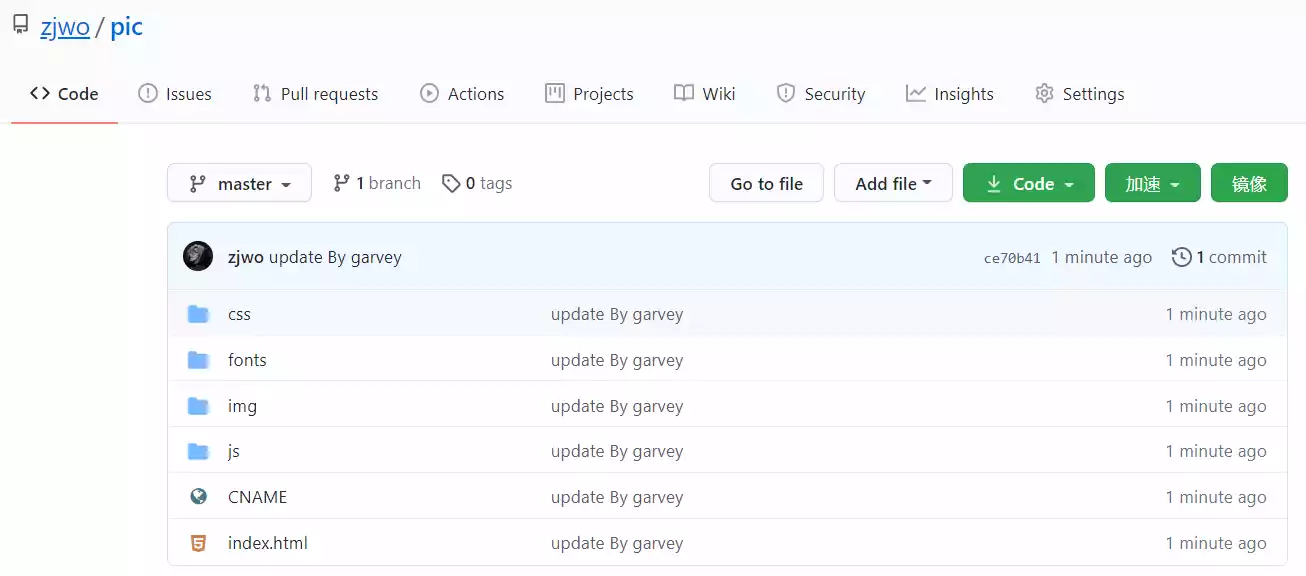 zjwo / pic
Code Issues Pull requests Actions Projects Wiki Security Insights Settings
master 1 branch 0 tags Go to file Add file Code 加速 镜像
zjwo update By garvey ce70b41 1 minute ago 1 commit
css update By garvey 1 minute ago
fonts update By garvey 1 minute ago
img update By garvey 1 minute ago
js update By garvey 1 minute ago
CNAME update By garvey 1 minute ago
index.html update By garvey 1 minute ago